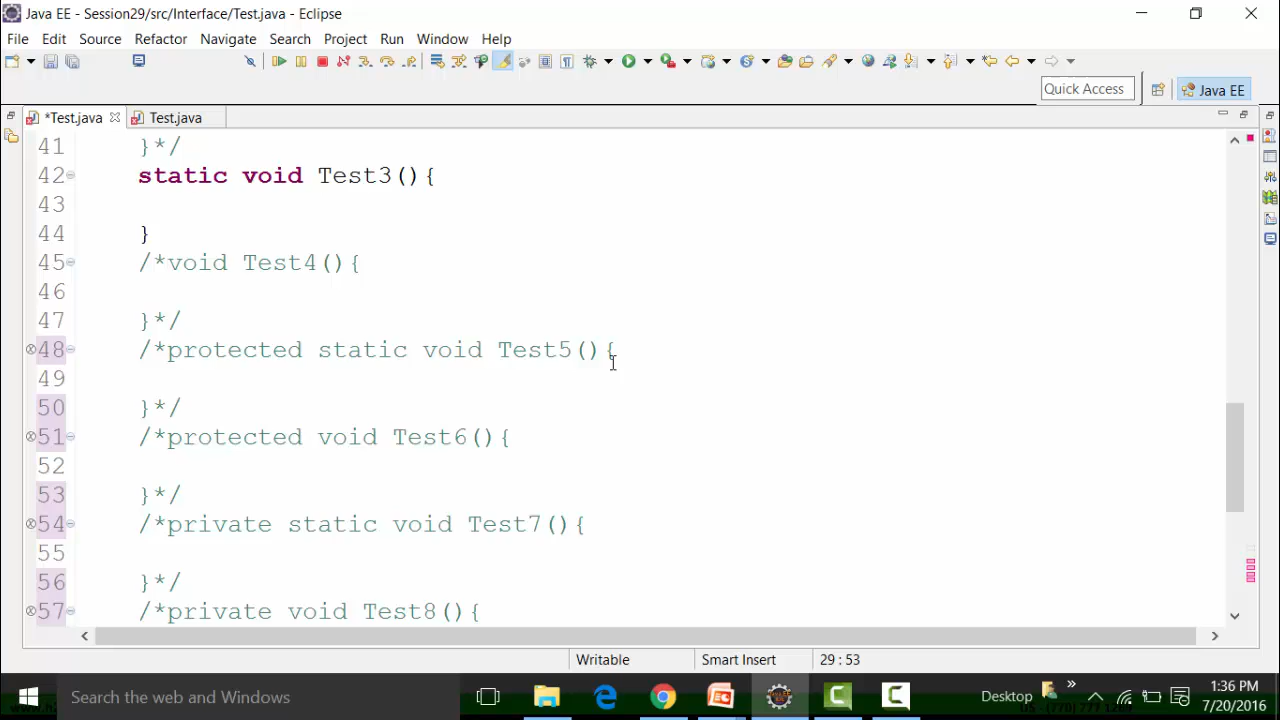 Java EE - Session29/src/Interface/Test.java - Eclipse
File Edit Source Refactor Navigate Search Project Run Window Help
Quick Access
Java EE
*Test.java
Test.java
41 }*/
42 static void Test3(){
43
44 }
45 /*void Test4(){
46
47 }*/
48 /*protected static void Test5(){
49
50 }*/
51 /*protected void Test6(){
52
53 }*/
54 /*private static void Test7(){
55
56 }*/
57 /*private void Test8(){
Writable
Smart Insert
29 : 53
Search the web and Windows
Desktop
1:36 PM
7/20/2016